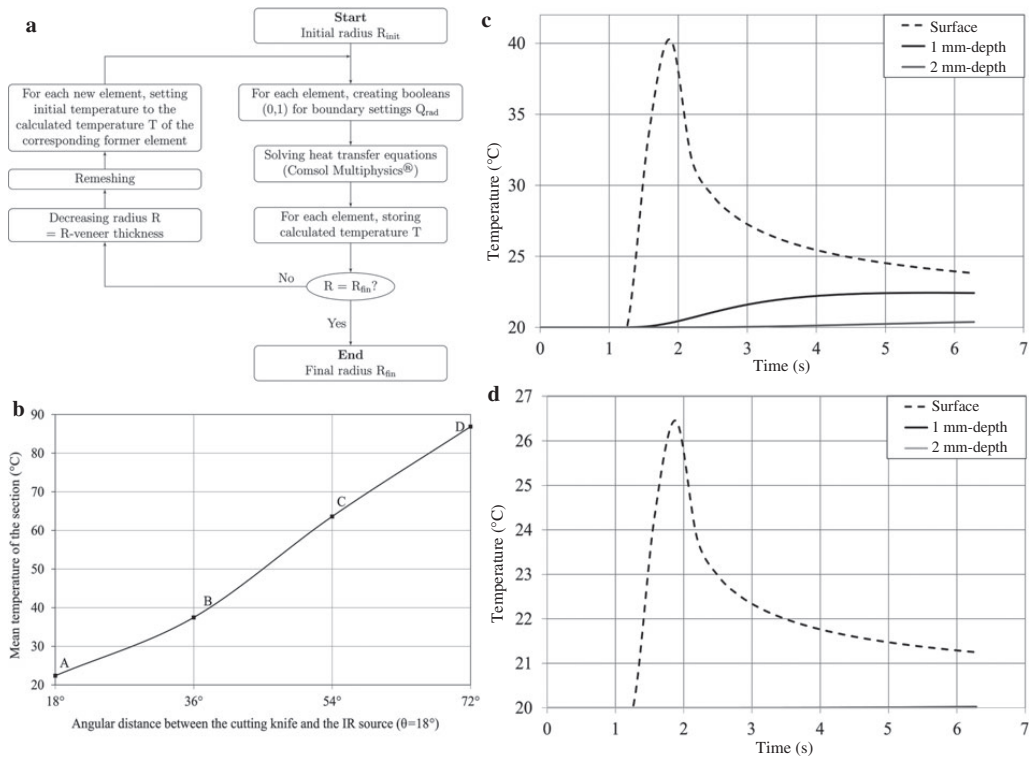 a
Start
Initial radius R_init
For each element, creating booleans
(0,1) for boundary settings Q_rad
Solving heat transfer equations
(Comsol Multiphysics®)
For each element, storing
calculated temperature T
R = R_fin?
No
Yes
End
Final radius R_fin
Decreasing radius R
= R-veneer thickness
Remeshing
For each new element, setting
initial temperature to the
calculated temperature T of the
corresponding former element
b
Mean temperature of the section (°C)
90
80
70
60
50
40
30
20
A
B
C
D
18° 36° 54° 72°
Angular distance between the cutting knife and the IR source (θ=18°)
c
Surface
1 mm-depth
2 mm-depth
Temperature (°C)
40
35
30
25
20
0 1 2 3 4 5 6 7
Time (s)
d
Surface
1 mm-depth
2 mm-depth
Temperature (°C)
27
26
25
24
23
22
21
20
0 1 2 3 4 5 6 7
Time (s)